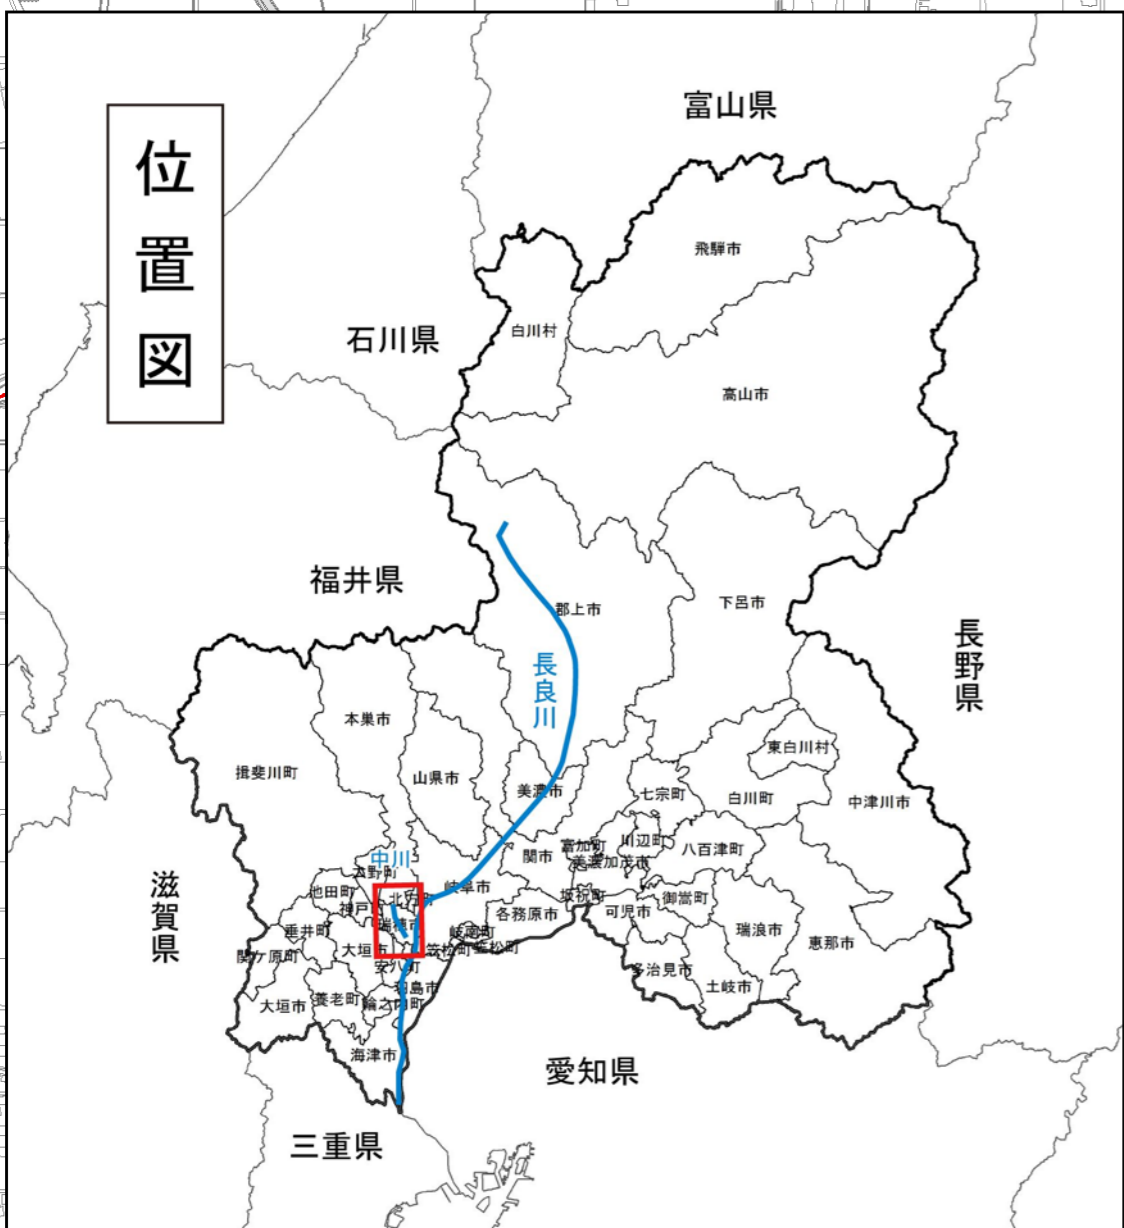 位置図
富山県
飛騨市
白川村
石川県
高山市
福井県
郡上市
下呂市
長野県
長良川
本巣市
東白川村
揖斐川町
山県市
美濃市
七宗町
白川町
中津川市
川辺町
富加町
八百津町
中川
関市
美濃加茂市
大野町
岐阜市
池田町
坂祝町
御嵩町
滋賀県
神戸町
北方町
各務原市
可児市
瑞穂市
垂井町
岐南町
瑞浪市
恵那市
大垣市
笠松町
笠松町
関ケ原町
安八町
多治見市
羽島市
土岐市
大垣市
養老町
輪之内町
海津市
愛知県
三重県